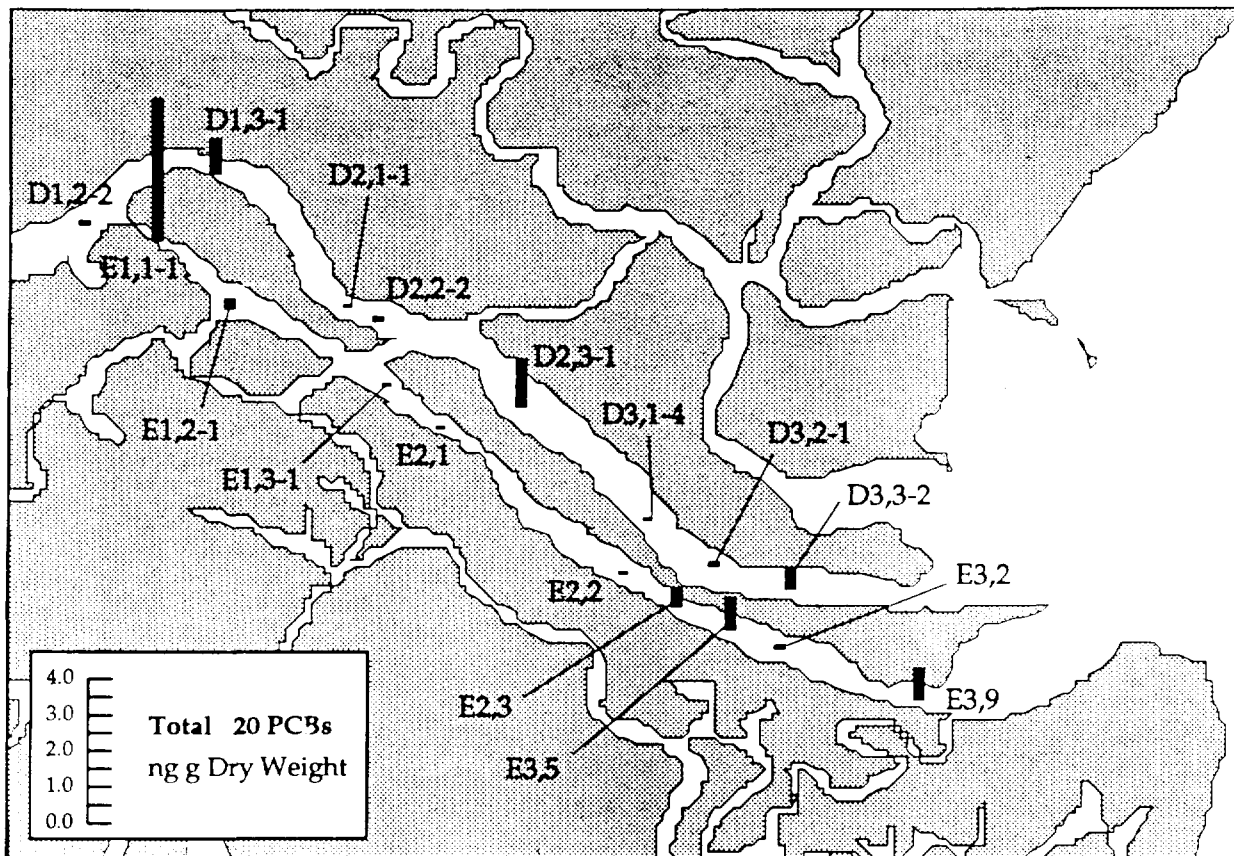 D1,3-1
D2,1-1
D1,2-2
E1,1-1
D2,2-2
D2,3-1
E1,2-1
D3,1-4
D3,2-1
E2,1
E1,3-1
D3,3-2
E3,2
E2,2
E2,3
E3,9
E3,5
4.0
3.0
2.0
1.0
0.0
Total 20 PCBs
ng g Dry Weight